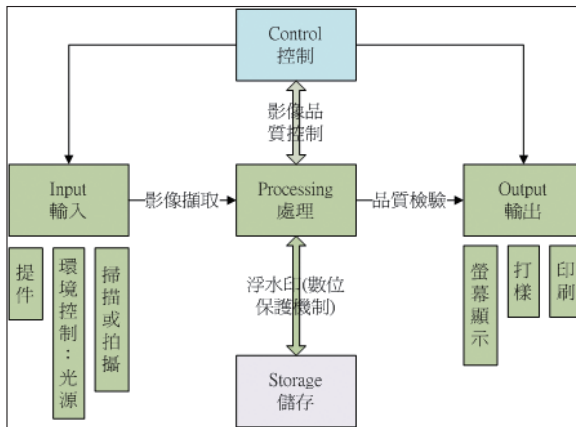 Control
控制
影像品
質控制
Input
輸入
影像擷取
Processing
處理
品質檢驗
Output
輸出
提件
環境控制：光源
掃描或拍攝
浮水印(數位
保護機制)
螢幕顯示
打樣
印刷
Storage
儲存